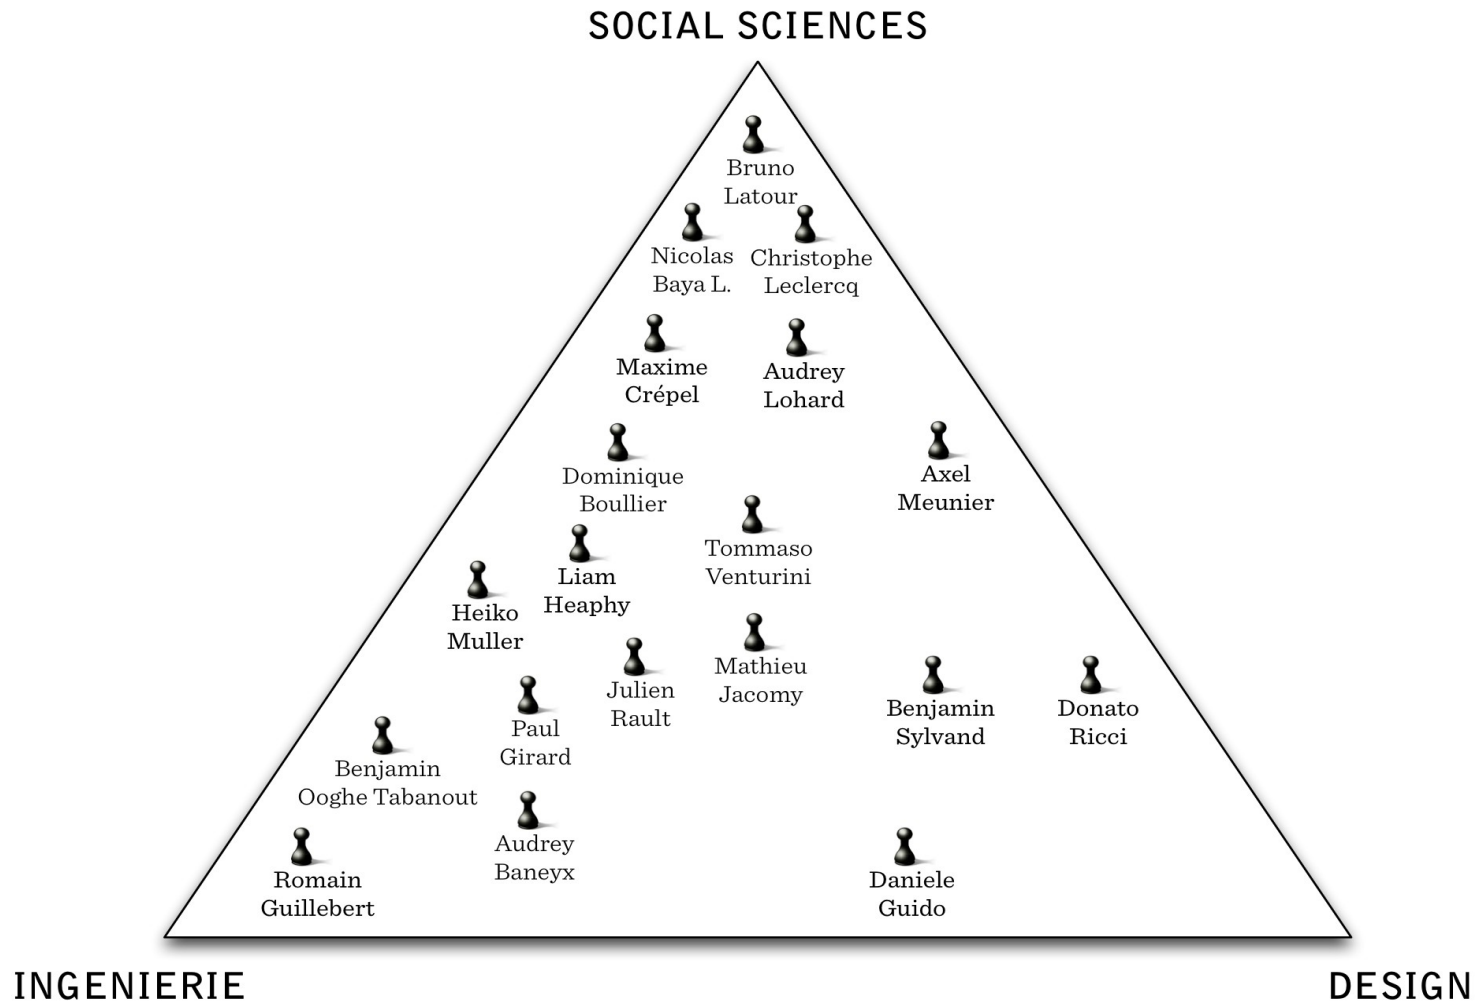 SOCIAL SCIENCES
Bruno
Latour
Nicolas
Baya L.
Christophe
Leclercq
Maxime
Crépel
Audrey
Lohard
Dominique
Boullier
Axel
Meunier
Tommaso
Venturini
Liam
Heaphy
Heiko
Muller
Mathieu
Jacomy
Julien
Rault
Paul
Girard
Benjamin
Sylvand
Donato
Ricci
Benjamin
Ooghe Tabanout
Audrey
Baneyx
Romain
Guillebert
Daniele
Guido
INGENIERIE
DESIGN